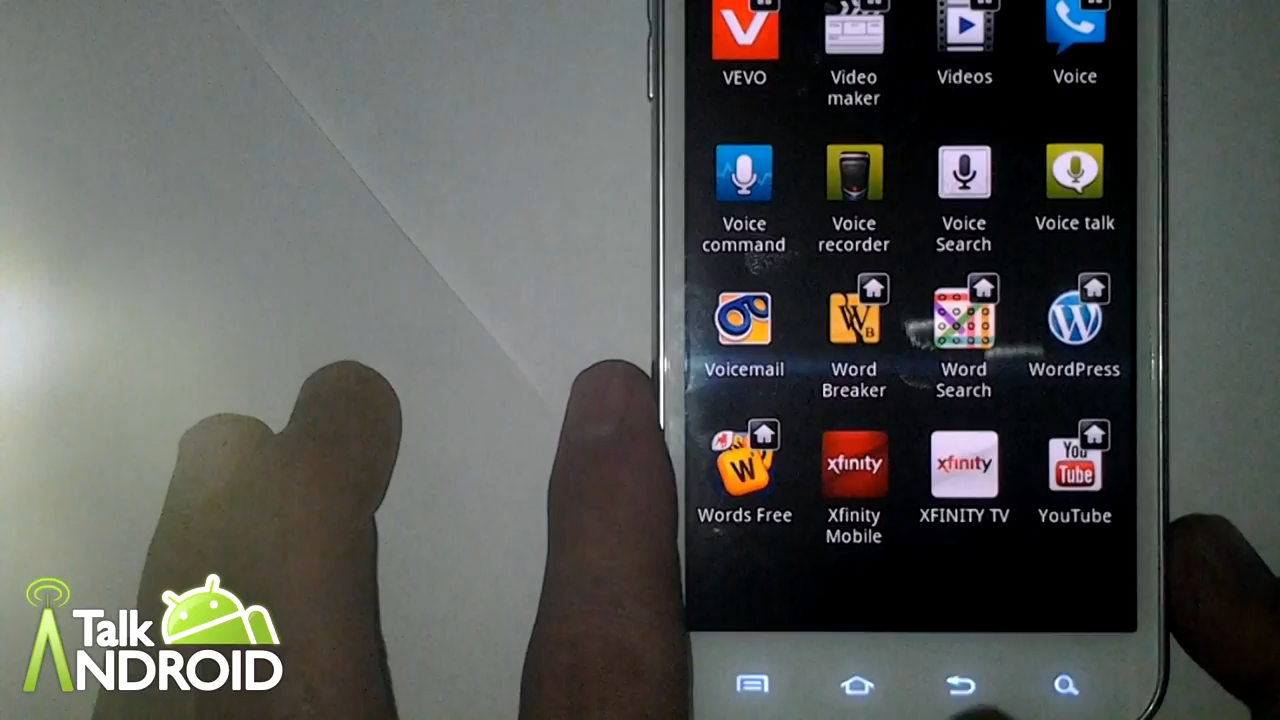 VEVO
Video
maker
Videos
Voice
Voice
command
Voice
recorder
Voice
Search
Voice talk
Voicemail
W
B
Word
Breaker
Word
Search
W
WordPress
W
Words Free
xfinity
Xfinity
Mobile
xfinity
XFINITY TV
You
Tube
YouTube
Talk
ANDROID